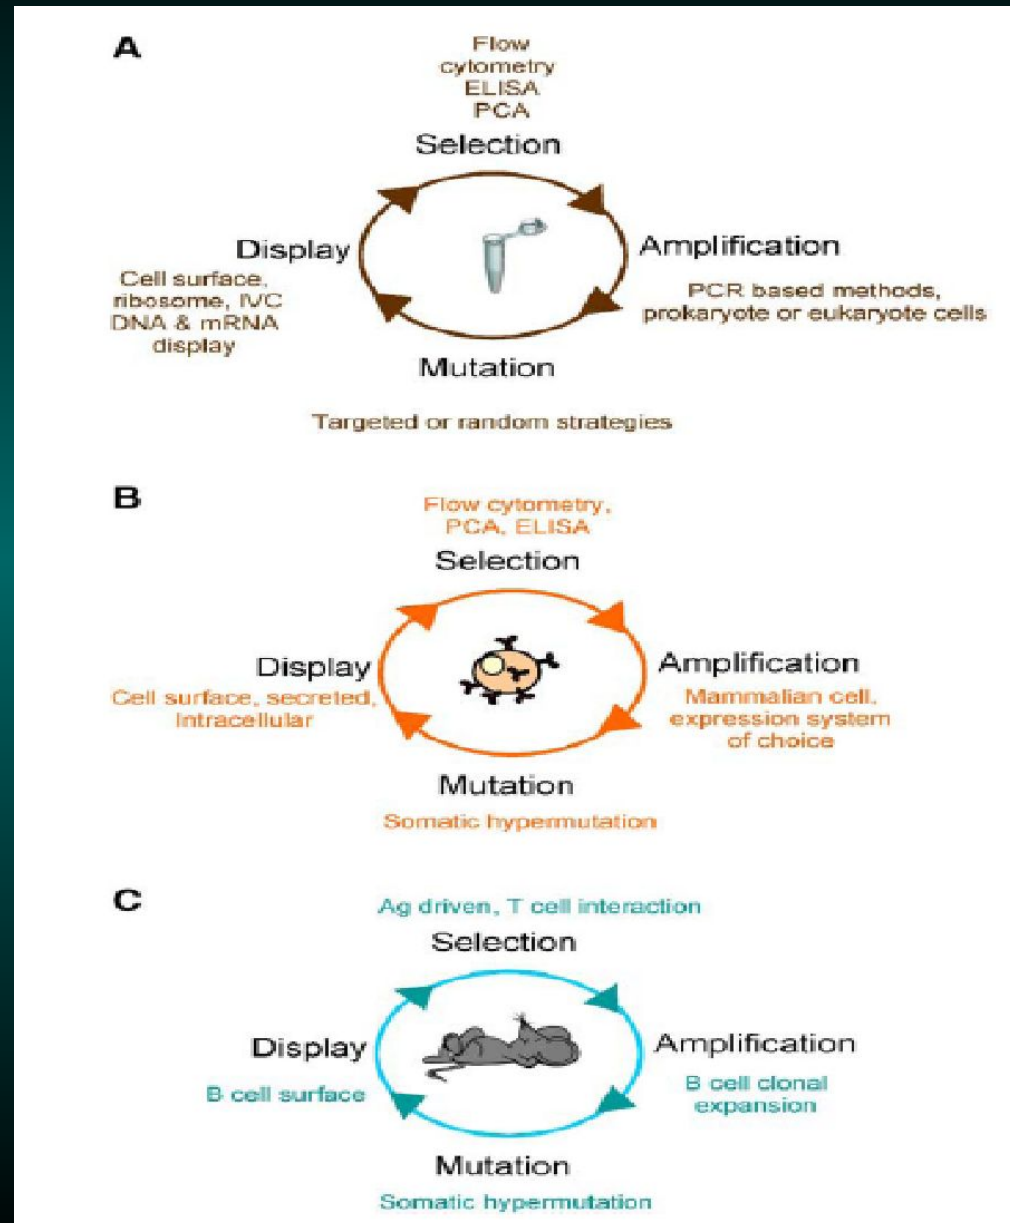 A
Flow
cytometry
ELISA
PCA
Selection
Display
Cell surface,
ribosome, IVC
DNA & mRNA
display
Amplification
PCR based methods,
prokaryote or eukaryote cells
Mutation
Targeted or random strategies
B
Flow cytometry,
PCA, ELISA
Selection
Display
Cell surface, secreted,
Intracellular
Amplification
Mammalian cell,
expression system
of choice
Mutation
Somatic hypermutation
C
Ag driven, T cell interaction
Selection
Display
B cell surface
Amplification
B cell clonal
expansion
Mutation
Somatic hypermutation